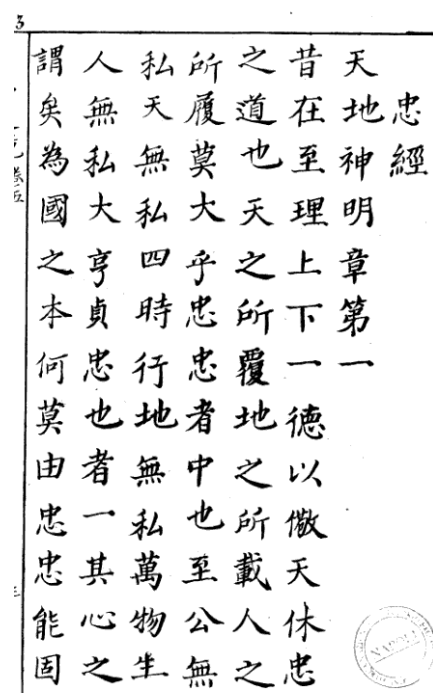 忠經
天地神明章第一
昔在至理上下一德以儆天休忠
之道也天之所覆地之所載人之
所履莫大乎忠忠者中也至公無
私天無私四時行地無私萬物生
人無私大亨貞忠也者一其心之
謂矣為國之本何莫由忠忠能固
卷五
NAPOLI